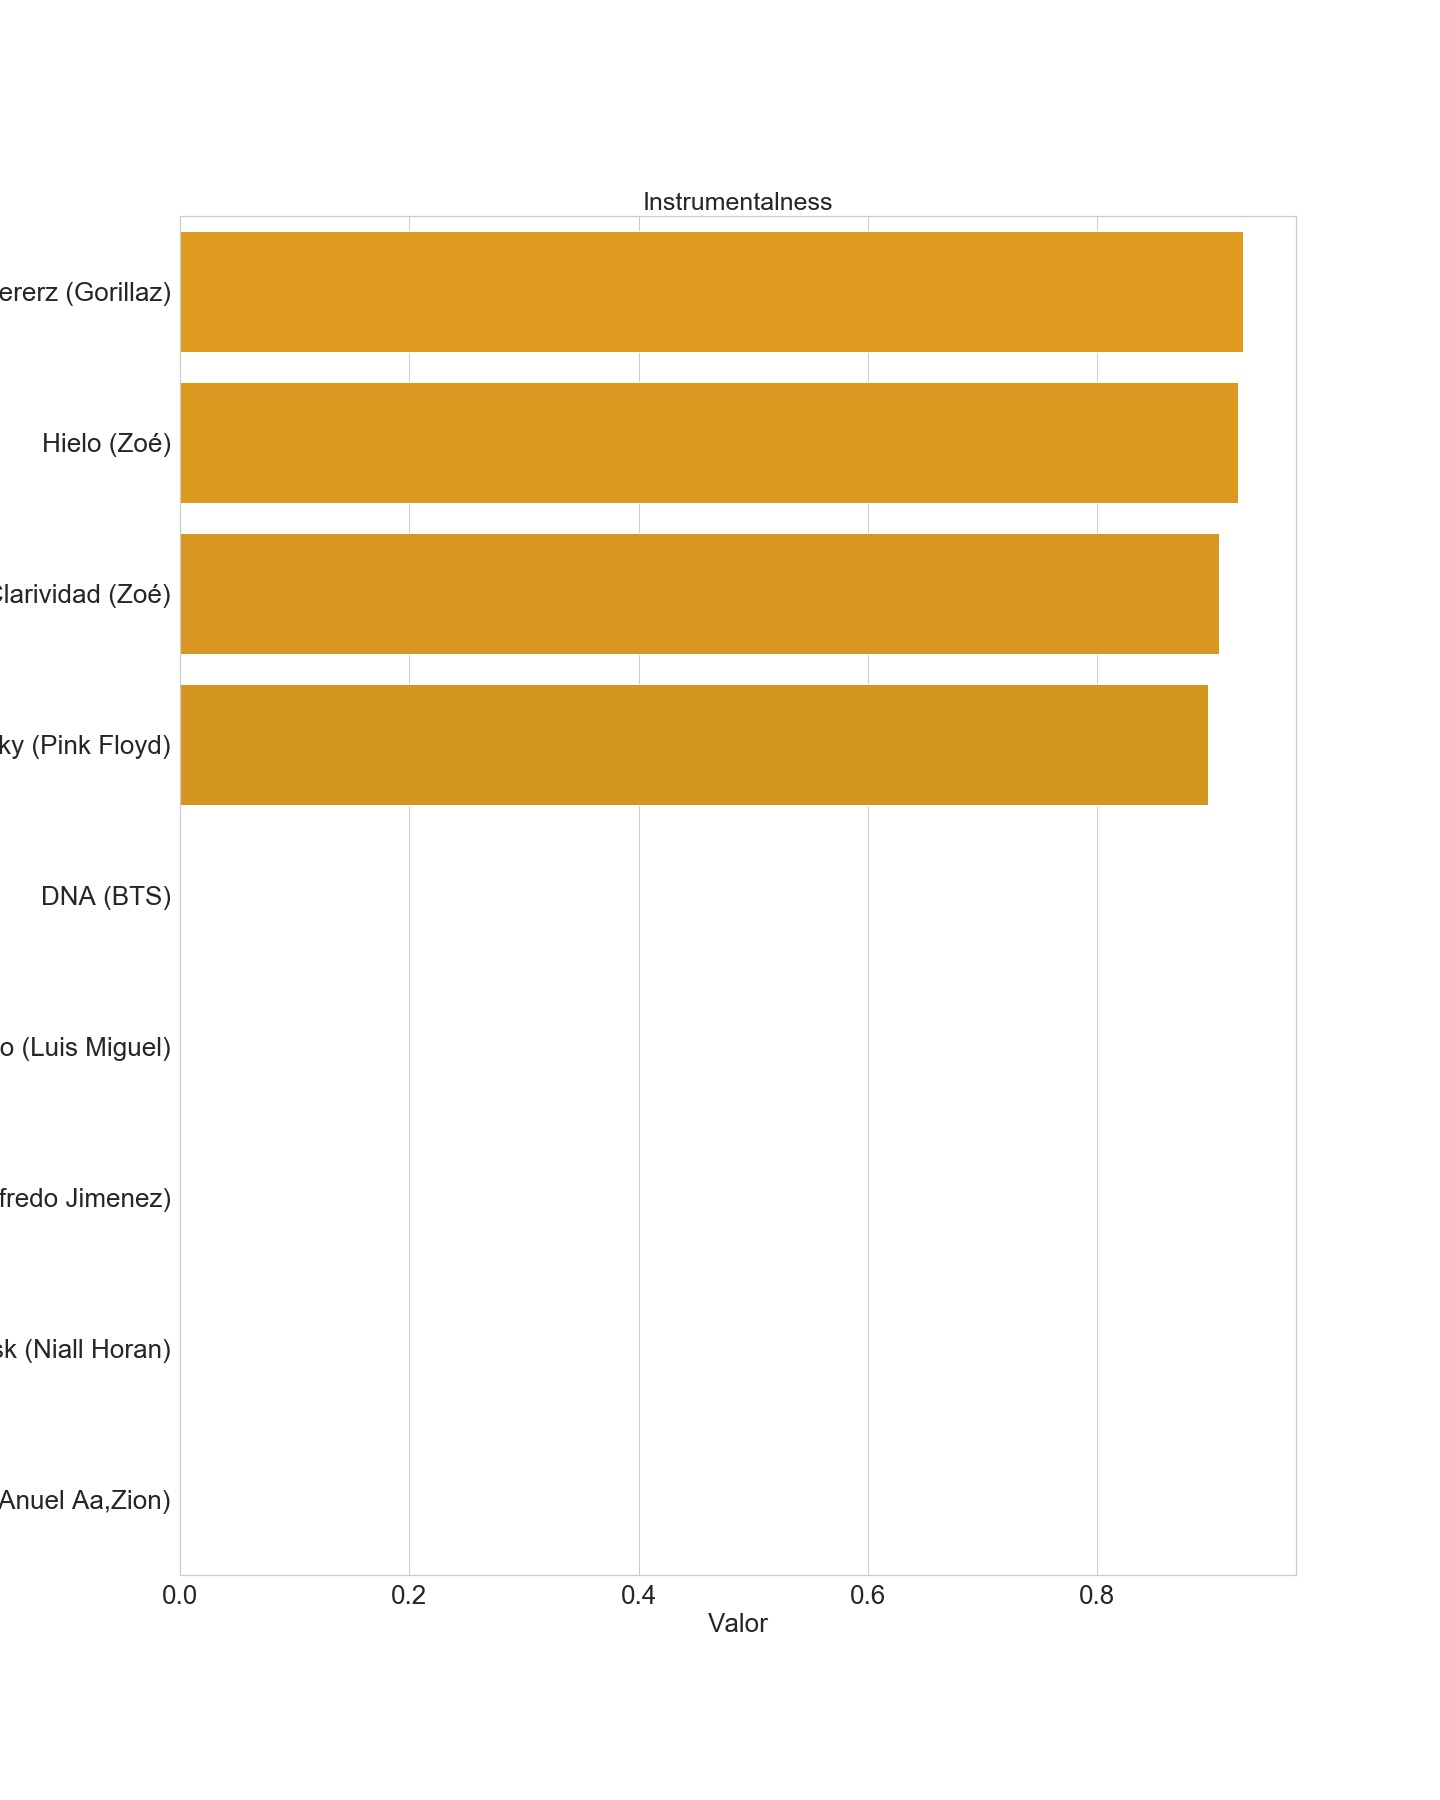 Instrumentalness
ererz (Gorillaz)
Hielo (Zoé)
Clarividad (Zoé)
ky (Pink Floyd)
DNA (BTS)
o (Luis Miguel)
fredo Jimenez)
sk (Niall Horan)
Anuel Aa,Zion)
0.0 0.2 0.4 0.6 0.8
Valor